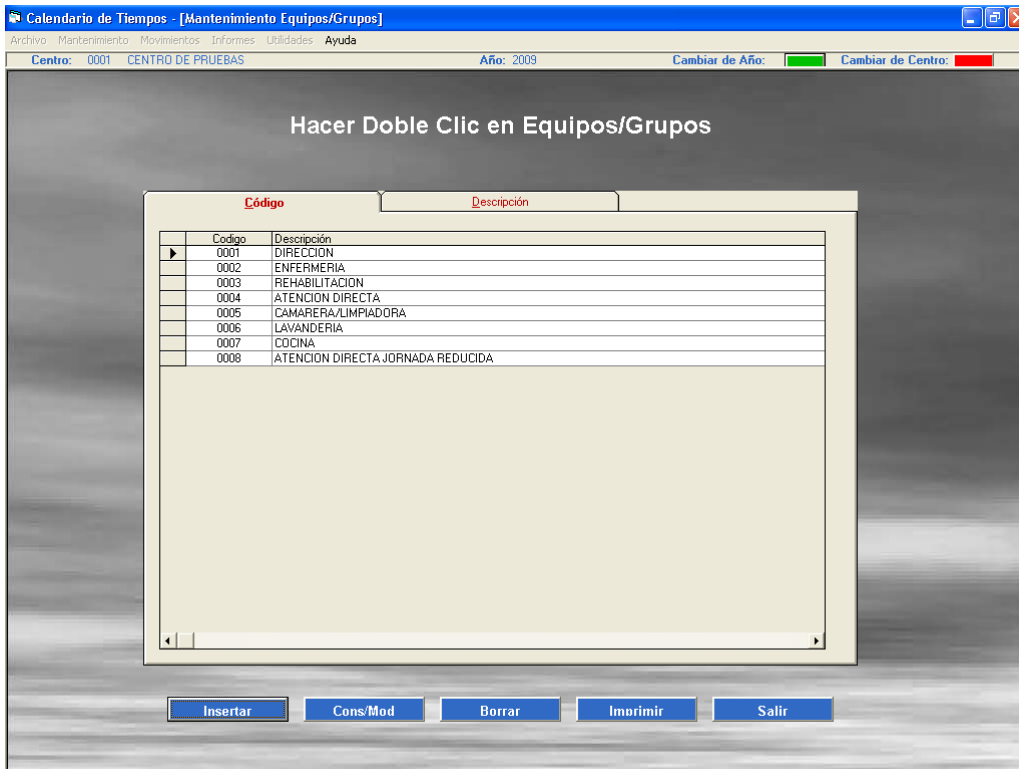 Calendario de Tiempos - [Mantenimiento Equipos/Grupos]
Archivo Mantenimiento Movimientos Informes Utilidades Ayuda
Centro: 0001 CENTRO DE PRUEBAS Año: 2009 Cambiar de Año: Cambiar de Centro:
Hacer Doble Clic en Equipos/Grupos
Código Descripción
Codigo Descripción
0001 DIRECCION
0002 ENFERMERIA
0003 REHABILITACION
0004 ATENCION DIRECTA
0005 CAMARERA/LIMPIADORA
0006 LAVANDERIA
0007 COCINA
0008 ATENCION DIRECTA JORNADA REDUCIDA
Insertar Cons/Mod Borrar Imprimir Salir